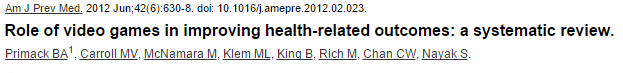 Am J Prev Med. 2012 Jun;42(6):630-8. doi: 10.1016/j.amepre.2012.02.023.
Role of video games in improving health-related outcomes: a systematic review.
Primack BA1, Carroll MV, McNamara M, Klem ML, King B, Rich M, Chan CW, Nayak S.